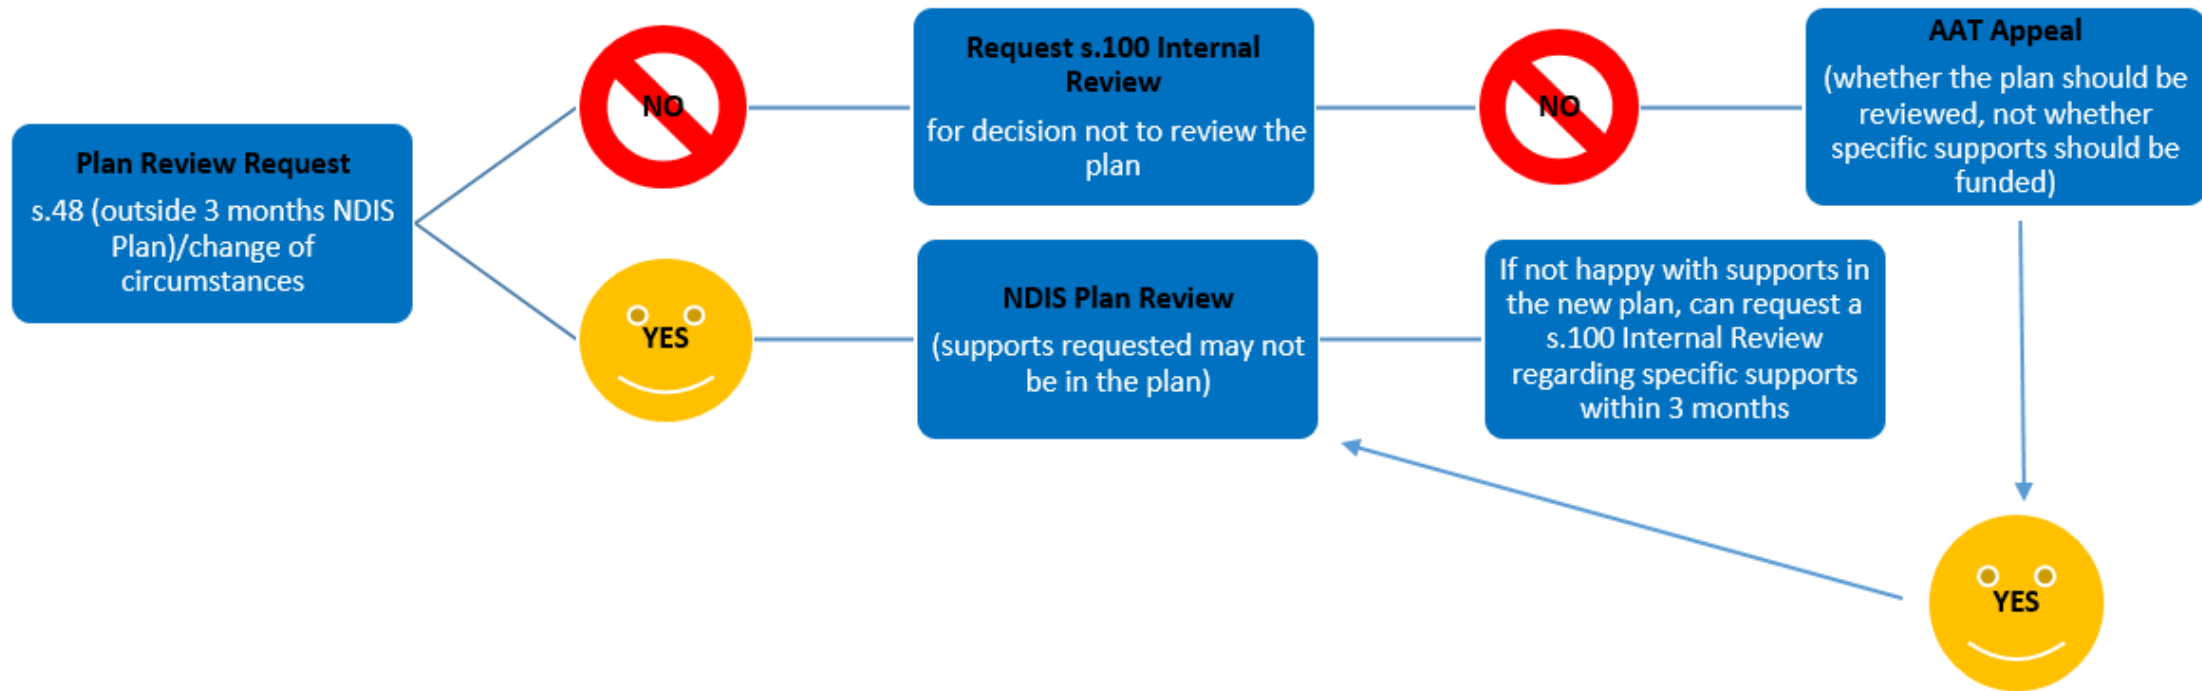 Plan Review Request
s.48 (outside 3 months NDIS
Plan)/change of
circumstances
NO
Request s.100 Internal
Review
for decision not to review the
plan
NO
AAT Appeal
(whether the plan should be
reviewed, not whether
specific supports should be
funded)
YES
NDIS Plan Review
(supports requested may not
be in the plan)
If not happy with supports in
the new plan, can request a
s.100 Internal Review
regarding specific supports
within 3 months
YES